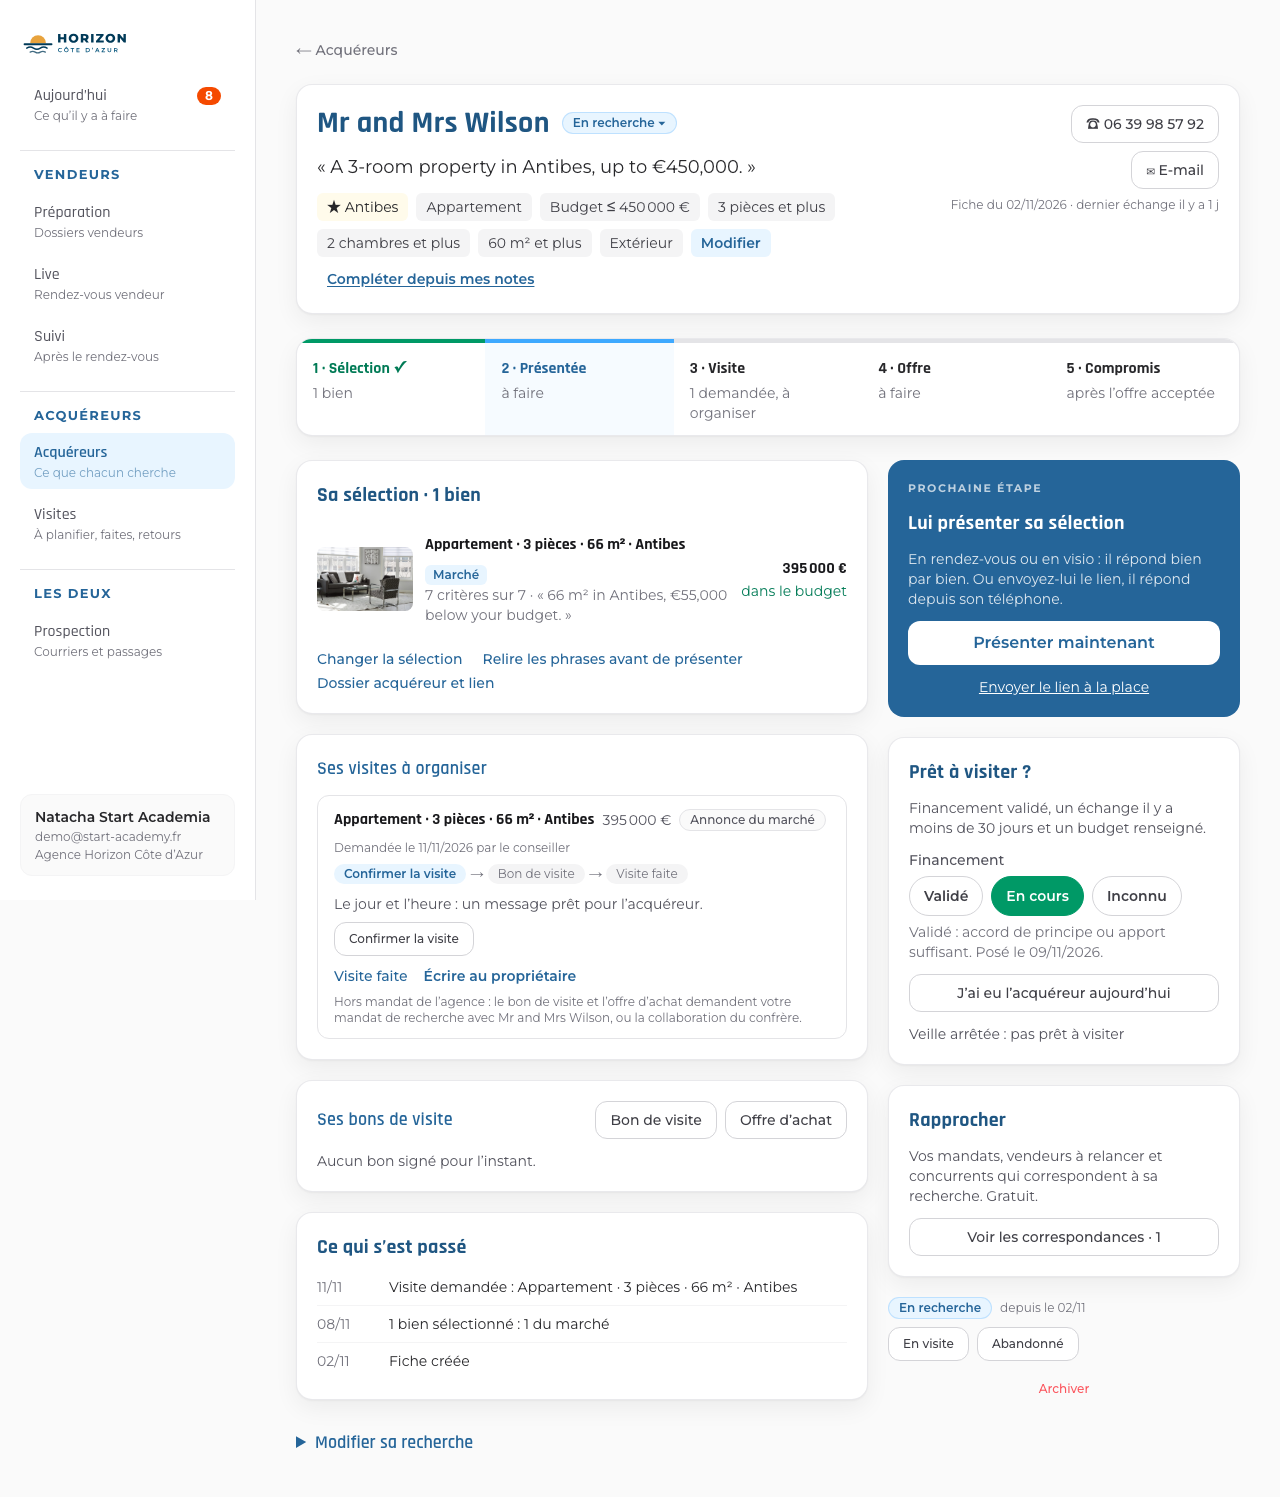 HORIZON
CÔTE D'AZUR
Aujourd'hui
8
Ce qu'il y a à faire
VENDEURS
Préparation
Dossiers vendeurs
Live
Rendez-vous vendeur
Suivi
Après le rendez-vous
ACQUÉREURS
Acquéreurs
Ce que chacun cherche
Visites
À planifier, faites, retours
LES DEUX
Prospection
Courriers et passages
Natacha Start Academia
demo@start-academy.fr
Agence Horizon Côte d'Azur
← Acquéreurs
Mr and Mrs Wilson
En recherche ▾
« A 3-room property in Antibes, up to €450,000. »
★ Antibes
Appartement
Budget ≤ 450 000 €
3 pièces et plus
2 chambres et plus
60 m² et plus
Extérieur
Modifier
Compléter depuis mes notes
☎ 06 39 98 57 92
✉ E-mail
Fiche du 02/11/2026 · dernier échange il y a 1 j
1 · Sélection ✓
1 bien
2 · Présentée
à faire
3 · Visite
1 demandée, à
organiser
4 · Offre
à faire
5 · Compromis
après l'offre acceptée
Sa sélection · 1 bien
Appartement · 3 pièces · 66 m² · Antibes
Marché
7 critères sur 7 · « 66 m² in Antibes, €55,000
below your budget. »
395 000 €
dans le budget
Changer la sélection
Relire les phrases avant de présenter
Dossier acquéreur et lien
Ses visites à organiser
Appartement · 3 pièces · 66 m² · Antibes 395 000 € Annonce du marché
Demandée le 11/11/2026 par le conseiller
Confirmer la visite → Bon de visite → Visite faite
Le jour et l'heure : un message prêt pour l'acquéreur.
Confirmer la visite
Visite faite
Écrire au propriétaire
Hors mandat de l'agence : le bon de visite et l'offre d'achat demandent votre
mandat de recherche avec Mr and Mrs Wilson, ou la collaboration du confrère.
Ses bons de visite
Bon de visite
Offre d'achat
Aucun bon signé pour l'instant.
Ce qui s'est passé
11/11 Visite demandée : Appartement · 3 pièces · 66 m² · Antibes
08/11 1 bien sélectionné : 1 du marché
02/11 Fiche créée
▶ Modifier sa recherche
PROCHAINE ÉTAPE
Lui présenter sa sélection
En rendez-vous ou en visio : il répond bien
par bien. Ou envoyez-lui le lien, il répond
depuis son téléphone.
Présenter maintenant
Envoyer le lien à la place
Prêt à visiter ?
Financement validé, un échange il y a
moins de 30 jours et un budget renseigné.
Financement
Validé
En cours
Inconnu
Validé : accord de principe ou apport
suffisant. Posé le 09/11/2026.
J'ai eu l'acquéreur aujourd'hui
Veille arrêtée : pas prêt à visiter
Rapprocher
Vos mandats, vendeurs à relancer et
concurrents qui correspondent à sa
recherche. Gratuit.
Voir les correspondances · 1
En recherche depuis le 02/11
En visite
Abandonné
Archiver